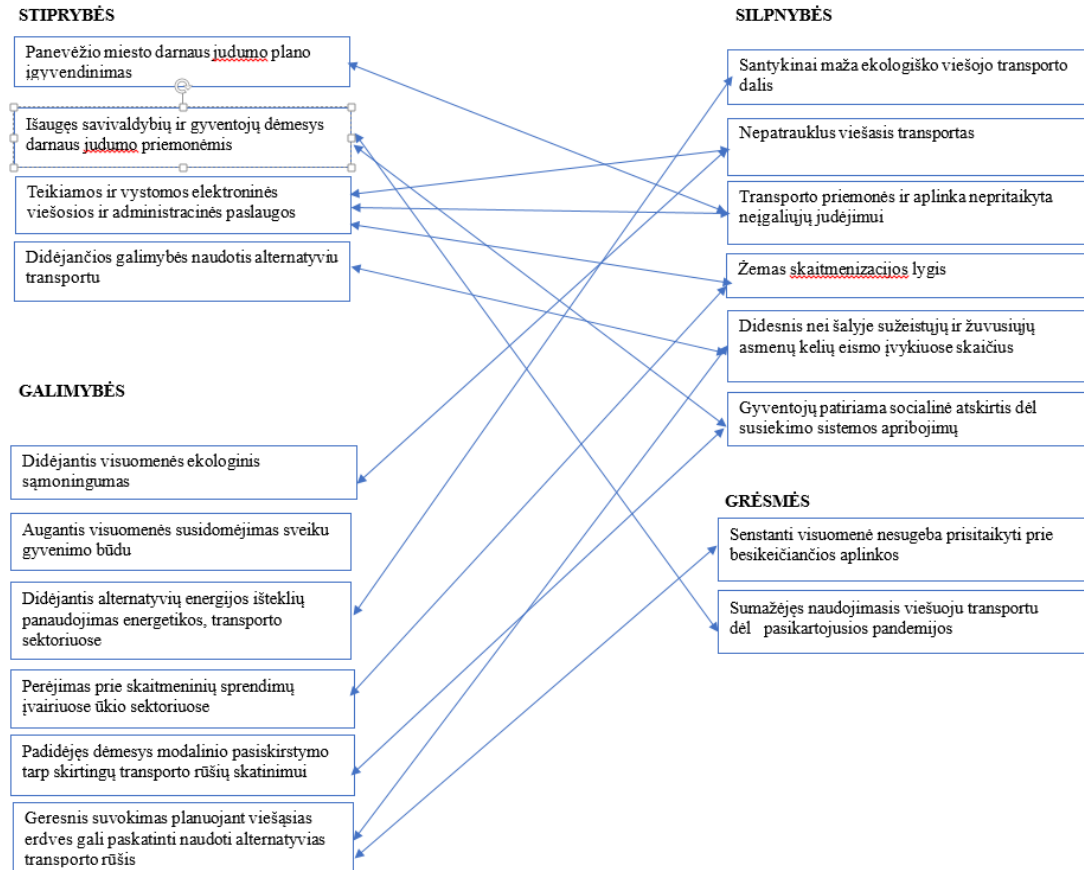 STIPRYBĖS
Panevėžio miesto darnaus judumo plano
įgyvendinimas
Išaugęs savivaldybių ir gyventojų dėmesys
darnaus judumo priemonėmis
Teikiamos ir vystomos elektroninės
viešosios ir administracinės paslaugos
Didėjančios galimybės naudotis alternatyviu
transportu
GALIMYBĖS
Didėjantis visuomenės ekologinis
sąmoningumas
Augantis visuomenės susidomėjimas sveiku
gyvenimo būdu
Didėjantis alternatyvių energijos išteklių
panaudojimas energetikos, transporto
sektoriuose
Perėjimas prie skaitmeninių sprendimų
įvairiuose ūkio sektoriuose
Padidėjęs dėmesys modalinio pasiskirstymo
tarp skirtingų transporto rūšių skatinimui
Geresnis suvokimas planuojant viešąsias
erdves gali paskatinti naudoti alternatyvias
transporto rūšis
SILPNYBĖS
Santykinai maža ekologiško viešojo transporto
dalis
Nepatrauklus viešasis transportas
Transporto priemonės ir aplinka nepritaikyta
neįgaliųjų judėjimui
Žemas skaitmenizacijos lygis
Didesnis nei šalyje sužeistųjų ir žuvusiųjų
asmenų kelių eismo įvykiuose skaičius
Gyventojų patiriama socialinė atskirtis dėl
susiekimo sistemos apribojimų
GRĖSMĖS
Senstanti visuomenė nesugeba prisitaikyti prie
besikeičiančios aplinkos
Sumažėjęs naudojimasis viešuoju transportu
dėl pasikartojusios pandemijos